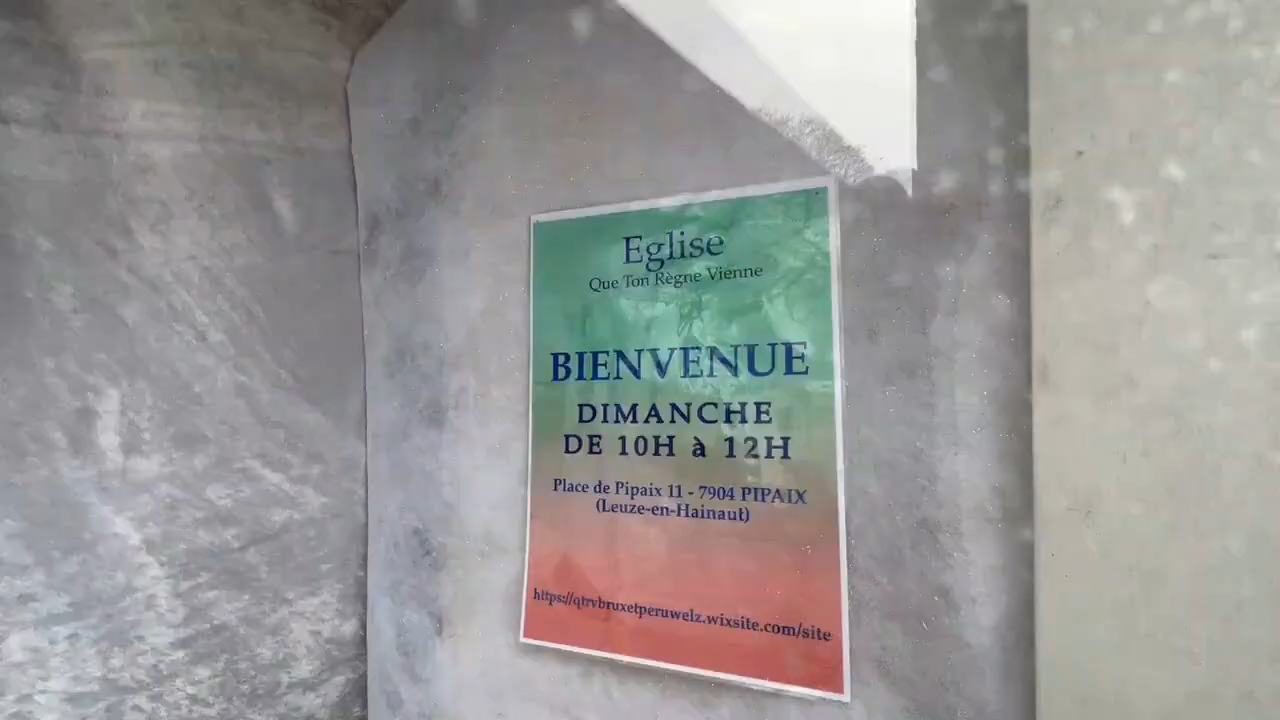 Eglise
Que Ton Règne Vienne
BIENVENUE
DIMANCHE
DE 10H à 12H
Place de Pipaix 11 - 7904 PIPAIX
(Leuze-en-Hainaut)
https://qtrvbruxetperuwelz.wixsite.com/site